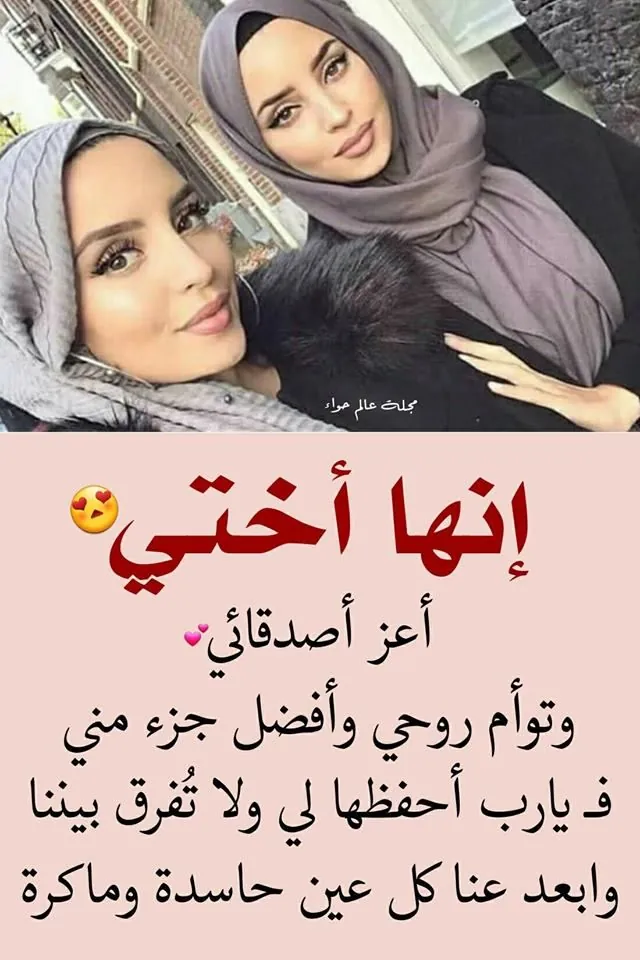 مجلة عالم حواء
إنها أختي😍
أعز أصدقائي💕
وتوأم روحي وأفضل جزء مني
فـ يارب أحفظها لي ولا تُفرق بيننا
وابعد عنا كل عين حاسدة وماكرة